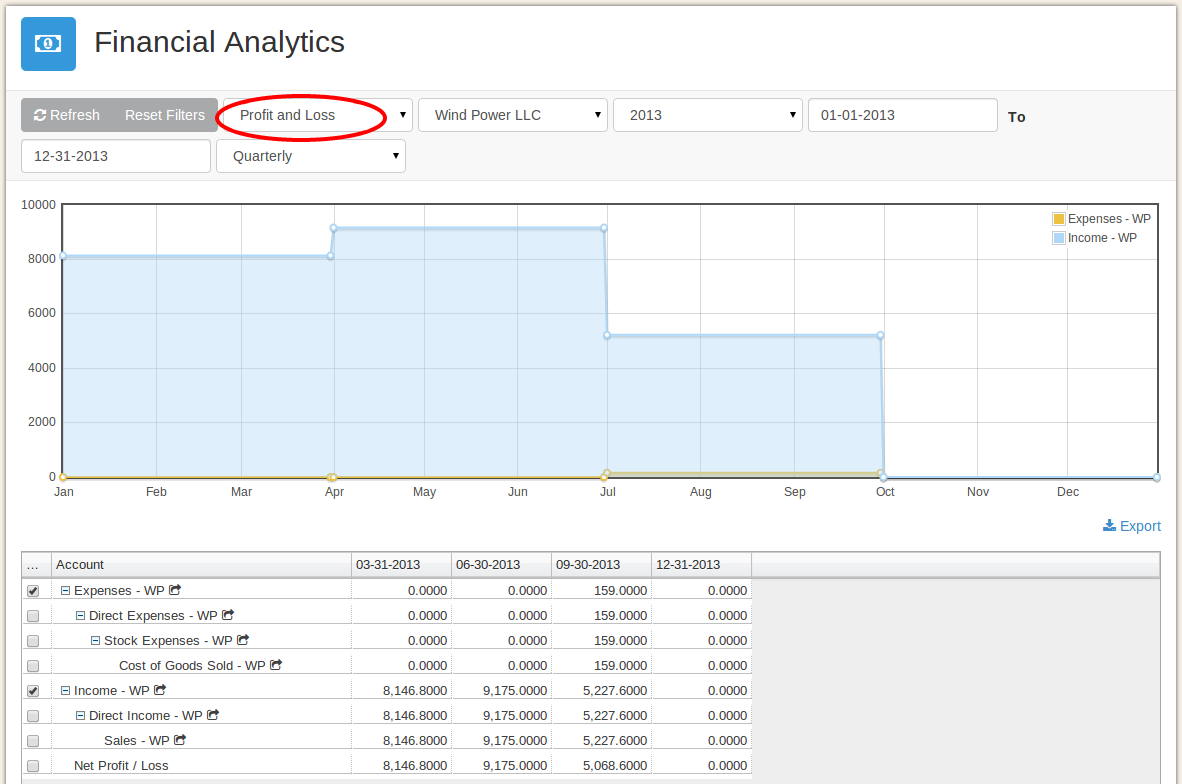 Financial Analytics
Refresh Reset Filters Profit and Loss Wind Power LLC 2013 01-01-2013 To
12-31-2013 Quarterly
10000
8000
6000
4000
2000
0
Expenses - WP
Income - WP
Jan Feb Mar Apr May Jun Jul Aug Sep Oct Nov Dec
Export
... Account 03-31-2013 06-30-2013 09-30-2013 12-31-2013
Expenses - WP 0.0000 0.0000 159.0000 0.0000
Direct Expenses - WP 0.0000 0.0000 159.0000 0.0000
Stock Expenses - WP 0.0000 0.0000 159.0000 0.0000
Cost of Goods Sold - WP 0.0000 0.0000 159.0000 0.0000
Income - WP 8,146.8000 9,175.0000 5,227.6000 0.0000
Direct Income - WP 8,146.8000 9,175.0000 5,227.6000 0.0000
Sales - WP 8,146.8000 9,175.0000 5,227.6000 0.0000
Net Profit / Loss 8,146.8000 9,175.0000 5,068.6000 0.0000